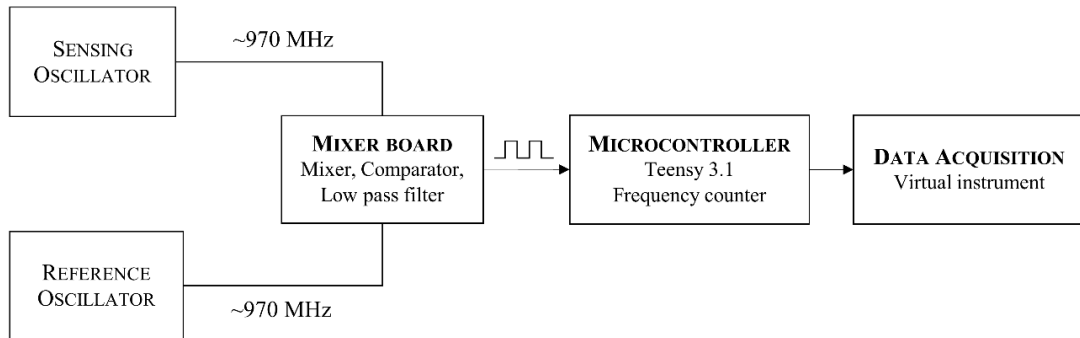 SENSING
OSCILLATOR
~970 MHz
MIXER BOARD
Mixer, Comparator,
Low pass filter
MICROCONTROLLER
Teensy 3.1
Frequency counter
DATA ACQUISITION
Virtual instrument
REFERENCE
OSCILLATOR
~970 MHz